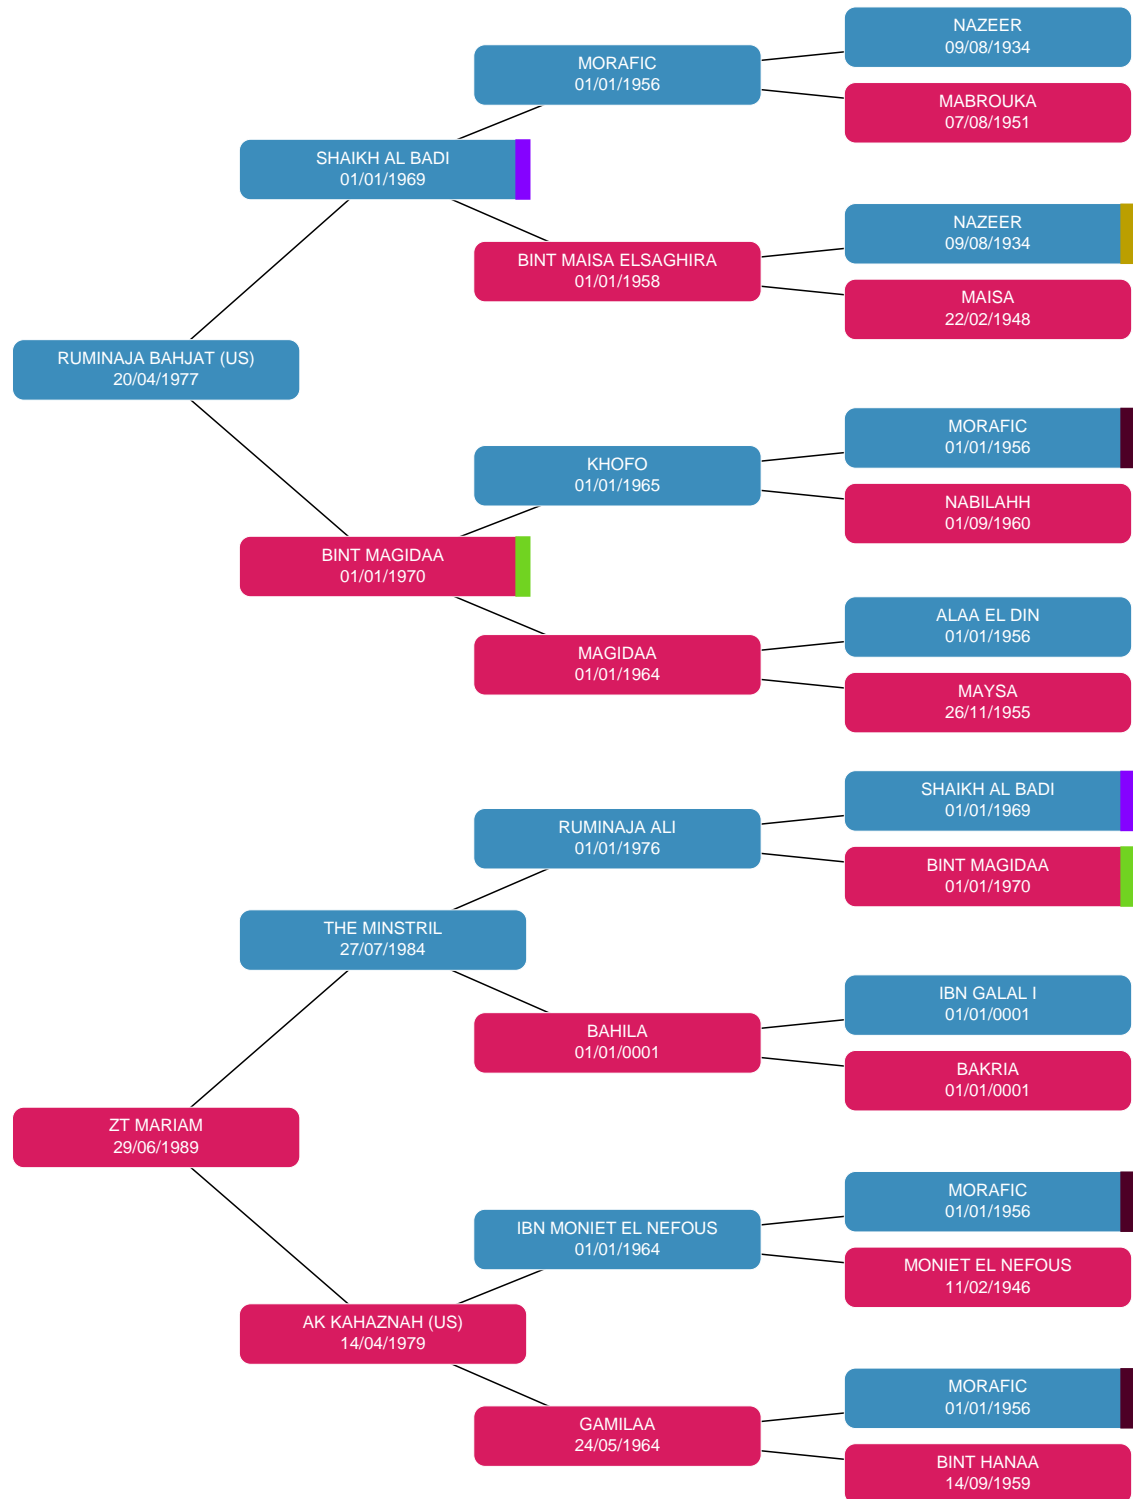 NAZEER
09/08/1934
MORAFIC
01/01/1956
MABROUKA
07/08/1951
SHAIKH AL BADI
01/01/1969
NAZEER
09/08/1934
BINT MAISA ELSAGHIRA
01/01/1958
MAISA
22/02/1948
RUMINAJA BAHJAT (US)
20/04/1977
MORAFIC
01/01/1956
KHOFO
01/01/1965
NABILAHH
01/09/1960
BINT MAGIDAA
01/01/1970
ALAA EL DIN
01/01/1956
MAGIDAA
01/01/1964
MAYSA
26/11/1955
SHAIKH AL BADI
01/01/1969
RUMINAJA ALI
01/01/1976
BINT MAGIDAA
01/01/1970
THE MINSTRIL
27/07/1984
IBN GALAL I
01/01/0001
BAHILA
01/01/0001
BAKRIA
01/01/0001
ZT MARIAM
29/06/1989
MORAFIC
01/01/1956
IBN MONIET EL NEFOUS
01/01/1964
MONIET EL NEFOUS
11/02/1946
AK KAHAZNAH (US)
14/04/1979
MORAFIC
01/01/1956
GAMILAA
24/05/1964
BINT HANAA
14/09/1959